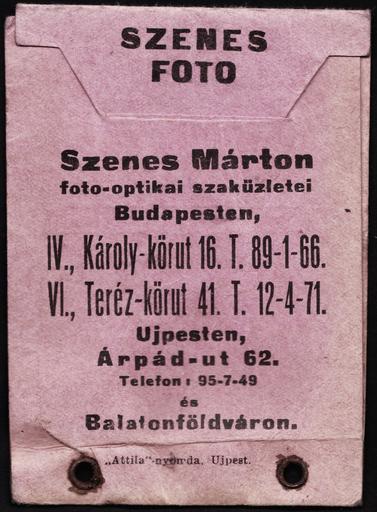 SZENES
FOTO
Szenes Márton
foto-optikai szaküzletei
Budapesten,
IV., Károly-körut 16. T. 89-1-66.
VI., Teréz-körut 41. T. 12-4-71.
Ujpesten,
Árpád-ut 62.
Telefon: 95-7-49
és
Balatonföldváron.
„Attila“-nyomda, Ujpest.